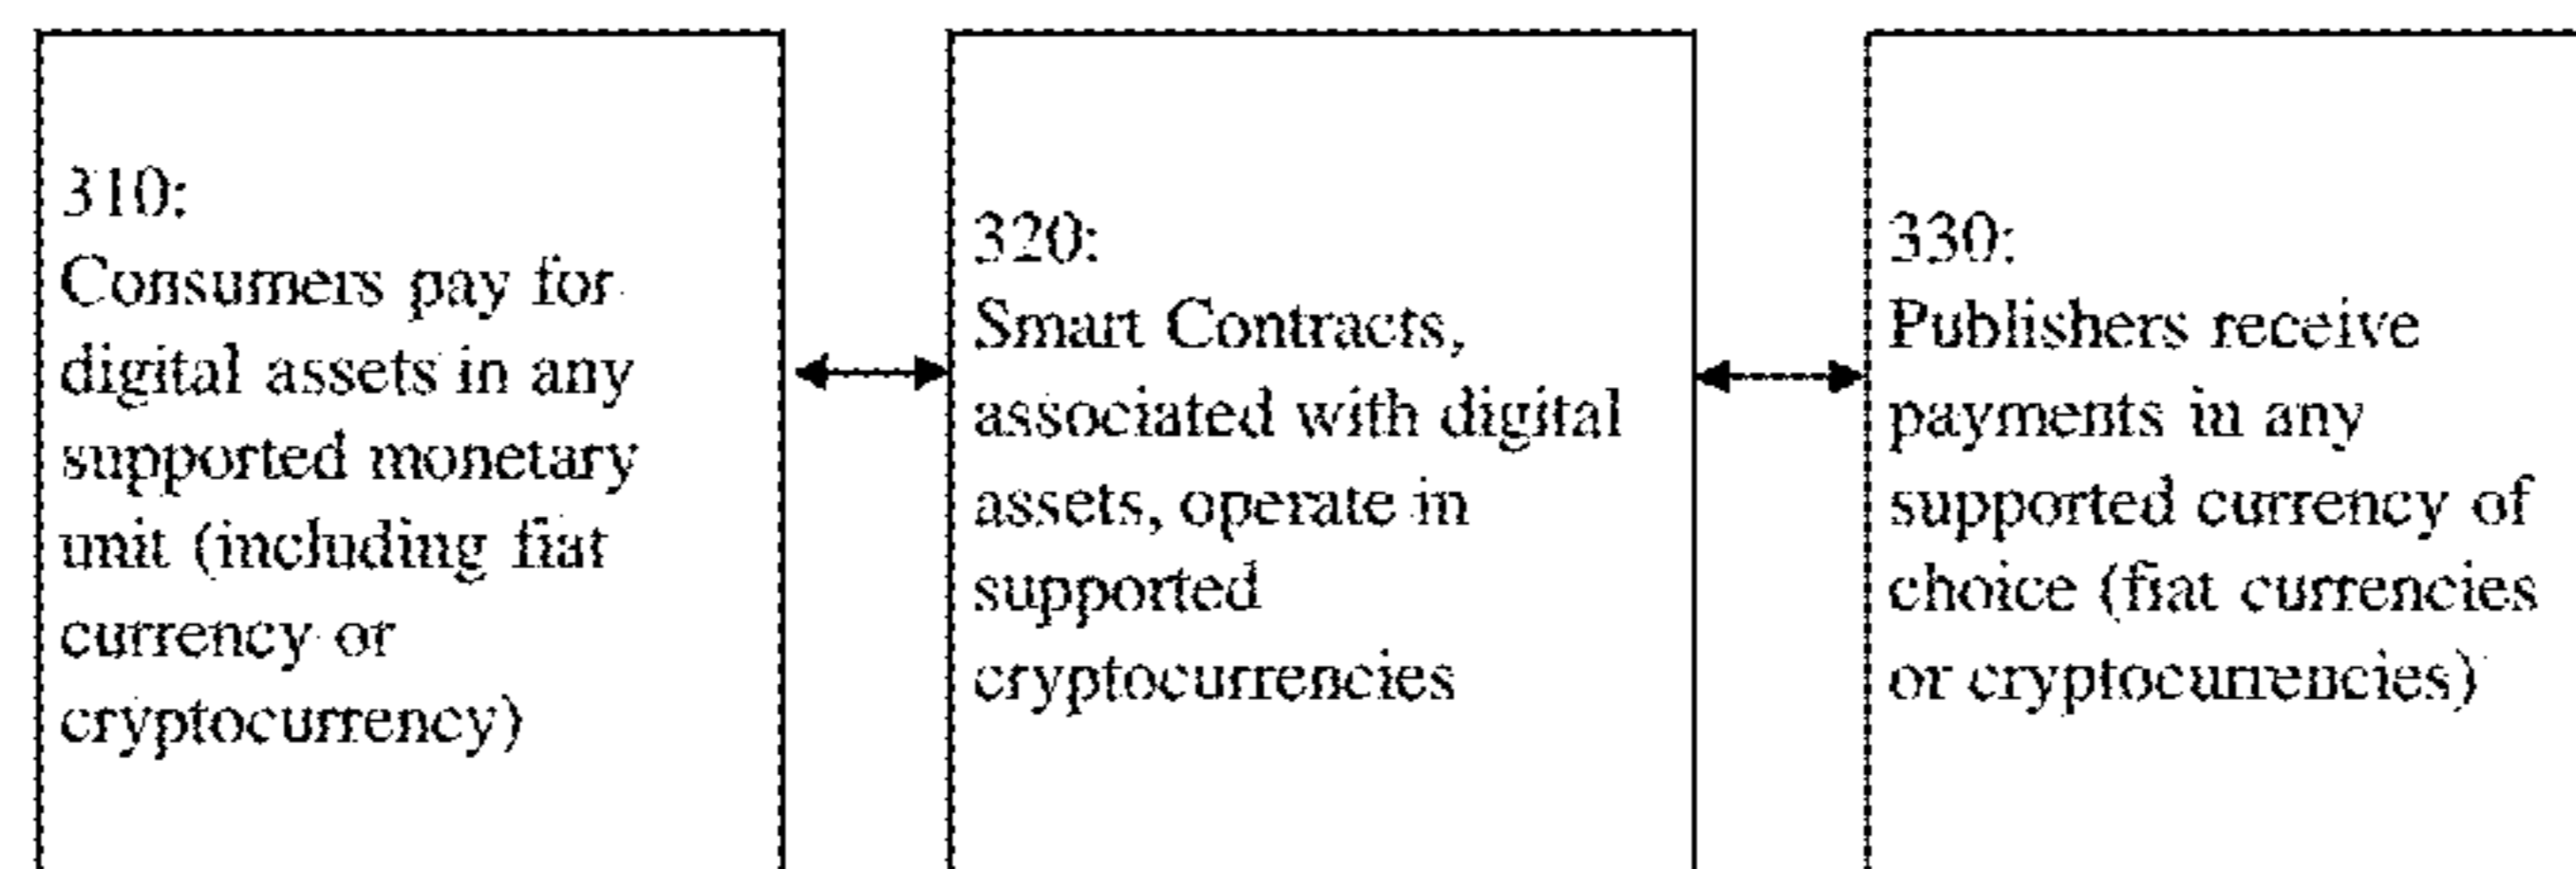 310:
Consumers pay for
digital assets in any
supported monetary
unit (including fiat
currency or
cryptocurrency)
320:
Smart Contracts,
associated with digital
assets, operate in
supported
cryptocurrencies
330:
Publishers receive
payments in any
supported currency of
choice (fiat currencies
or cryptocurrencies)